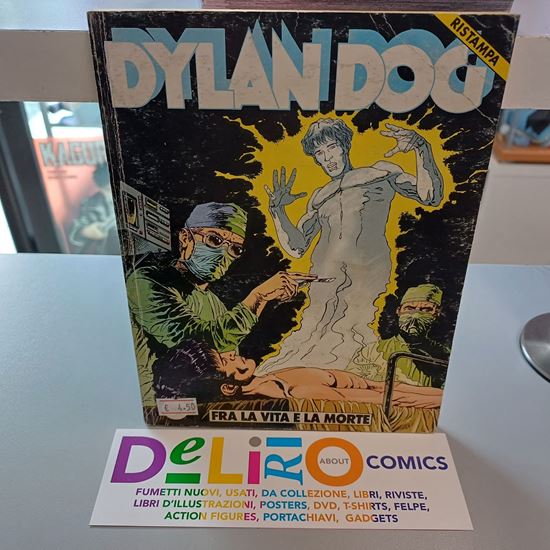 DYLAN DOG
RISTAMPA
KAGU
€ 4.50
FRA LA VITA E LA MORTE
DeLiRiO ABOUT COMICS
FUMETTI NUOVI, USATI, DA COLLEZIONE, LIBRI, RIVISTE,
LIBRI D'ILLUSTRAZIONI, POSTERS, DVD, T-SHIRTS, FELPE,
ACTION FIGURES, PORTACHIAVI, GADGETS